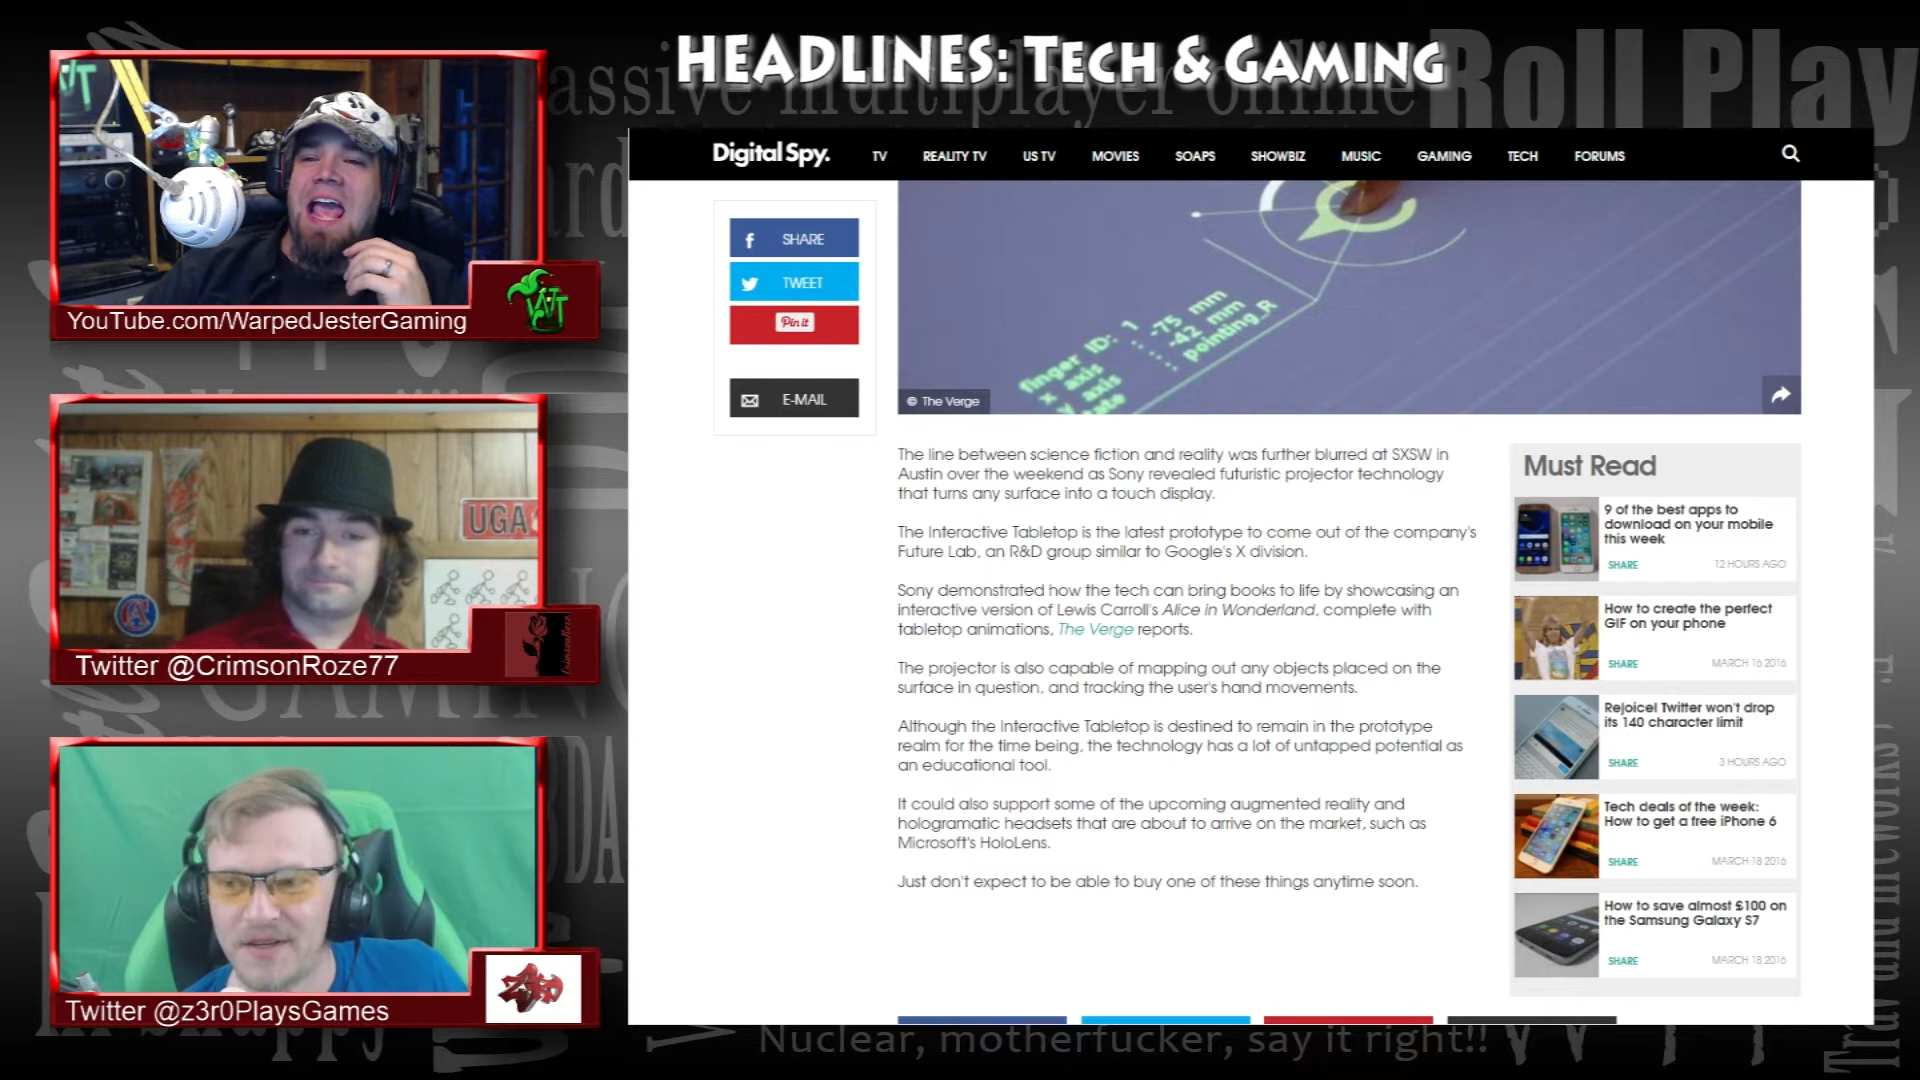 HEADLINES: TECH & GAMING
assive multiplayer online
Roll Play
YouTube.com/WarpedJesterGaming
UGA
Twitter @CrimsonRoze77
Twitter @z3r0PlaysGames
Digital Spy.
TV
REALITY TV
US TV
MOVIES
SOAPS
SHOWBIZ
MUSIC
GAMING
TECH
FORUMS
SHARE
TWEET
Pin it
E-MAIL
finger ID: 1
x axis : -75 mm
y axis : -42 mm
state : pointing_R
© The Verge
The line between science fiction and reality was further blurred at SXSW in
Austin over the weekend as Sony revealed futuristic projector technology
that turns any surface into a touch display.
The Interactive Tabletop is the latest prototype to come out of the company's
Future Lab, an R&D group similar to Google's X division.
Sony demonstrated how the tech can bring books to life by showcasing an
interactive version of Lewis Carroll's Alice in Wonderland, complete with
tabletop animations, The Verge reports.
The projector is also capable of mapping out any objects placed on the
surface in question, and tracking the user's hand movements.
Although the Interactive Tabletop is destined to remain in the prototype
realm for the time being, the technology has a lot of untapped potential as
an educational tool.
It could also support some of the upcoming augmented reality and
hologramatic headsets that are about to arrive on the market, such as
Microsoft's HoloLens.
Just don't expect to be able to buy one of these things anytime soon.
Must Read
9 of the best apps to
download on your mobile
this week
SHARE
12 HOURS AGO
How to create the perfect
GIF on your phone
SHARE
MARCH 16 2016
Rejoice! Twitter won't drop
its 140 character limit
SHARE
3 HOURS AGO
Tech deals of the week:
How to get a free iPhone 6
SHARE
MARCH 18 2016
How to save almost £100 on
the Samsung Galaxy S7
SHARE
MARCH 18 2016
Nuclear, motherfucker, say it right!!